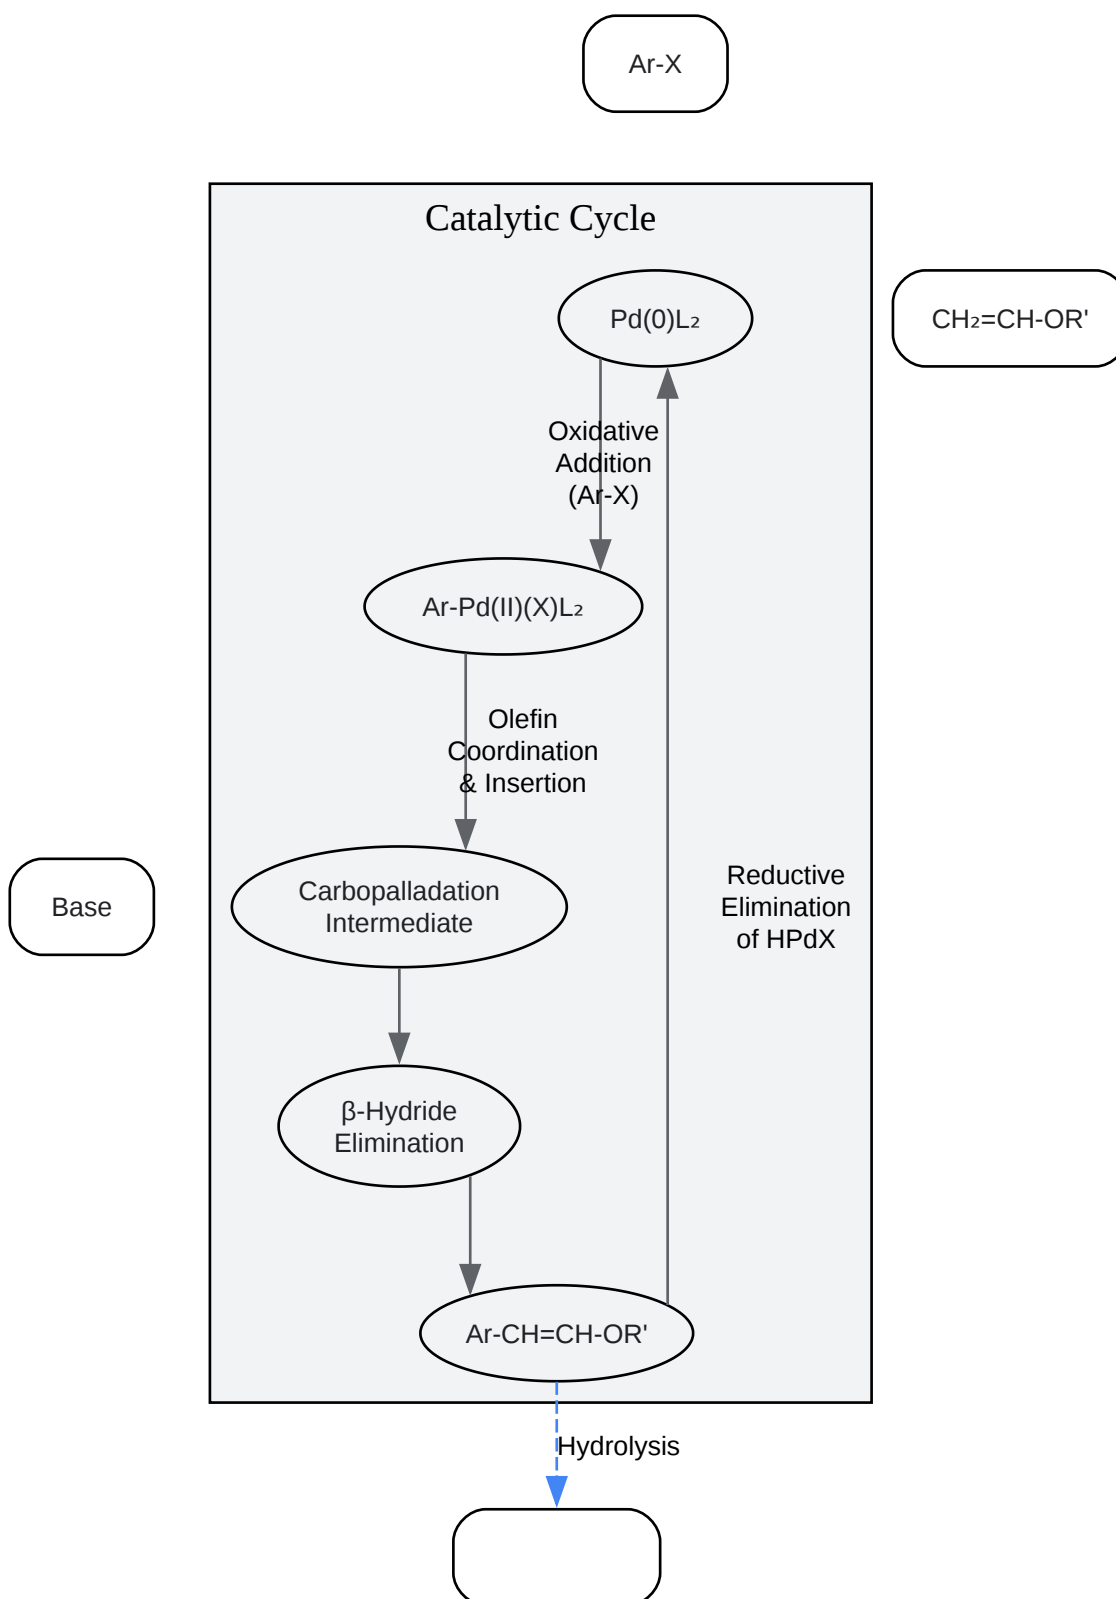 Ar-X
Catalytic Cycle
Pd(0)L₂
CH₂=CH-OR'
Oxidative
Addition
(Ar-X)
Ar-Pd(II)(X)L₂
Olefin
Coordination
& Insertion
Carbopalladation
Intermediate
Base
Reductive
Elimination
of HPdX
β-Hydride
Elimination
Ar-CH=CH-OR'
Hydrolysis